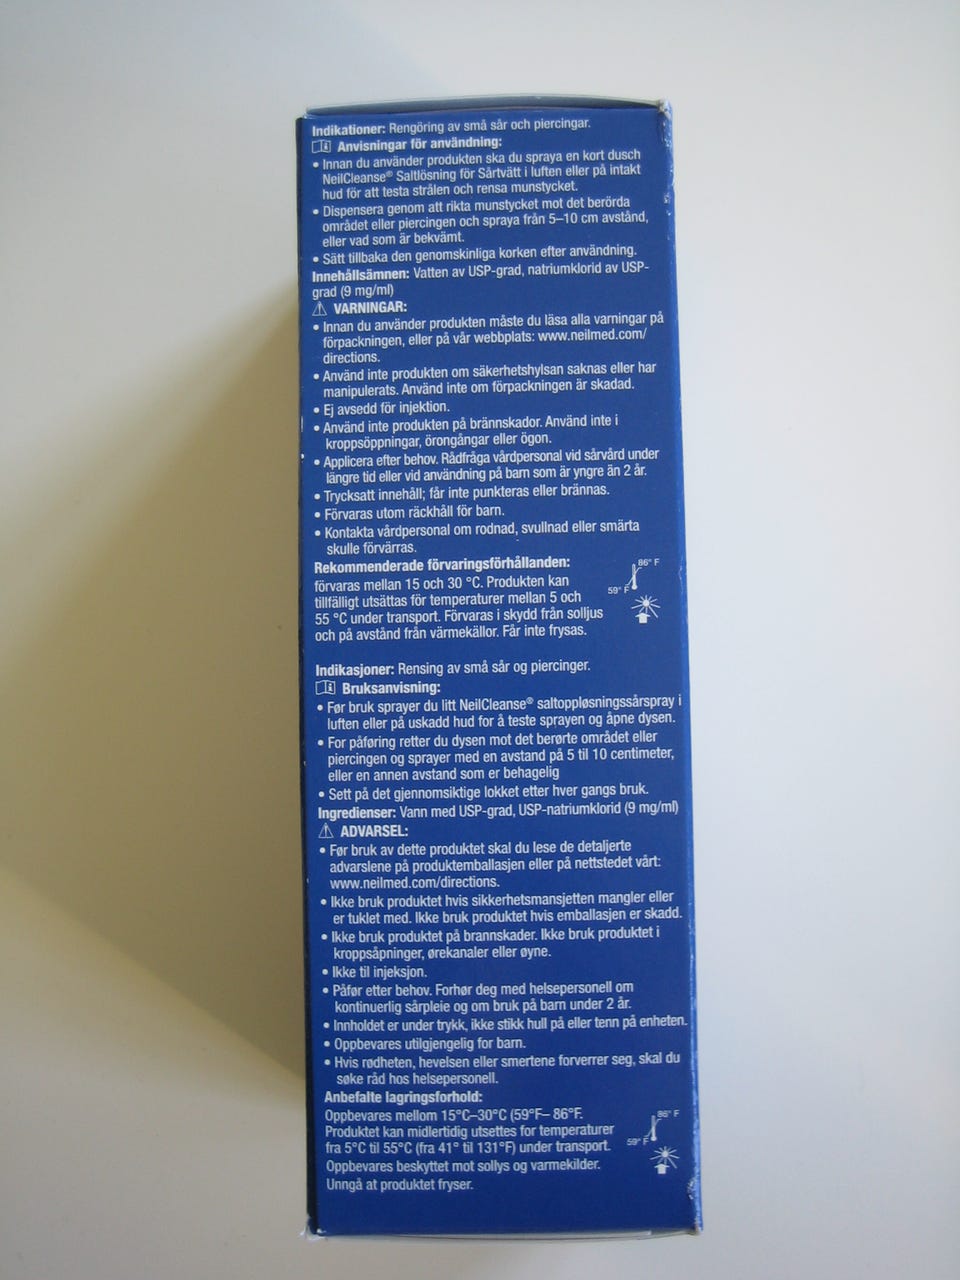 Indikationer: Rengöring av små sår och piercingar.
Anvisningar för användning:
• Innan du använder produkten ska du spraya en kort dusch
NeilCleanse® Saltlösning för Sårtvätt i luften eller på intakt
hud för att testa strålen och rensa munstycket.
• Dispensera genom att rikta munstycket mot det berörda
området eller piercingen och spraya från 5–10 cm avstånd,
eller vad som är bekvämt.
• Sätt tillbaka den genomskinliga korken efter användning.
Innehållsämnen: Vatten av USP-grad, natriumklorid av USP-
grad (9 mg/ml)
⚠ VARNINGAR:
• Innan du använder produkten måste du läsa alla varningar på
förpackningen, eller på vår webbplats: www.neilmed.com/
directions.
• Använd inte produkten om säkerhetshylsan saknas eller har
manipulerats. Använd inte om förpackningen är skadad.
• Ej avsedd för injektion.
• Använd inte produkten på brännskador. Använd inte i
kroppsöppningar, örongångar eller ögon.
• Applicera efter behov. Rådfråga vårdpersonal vid sårvård under
längre tid eller vid användning på barn som är yngre än 2 år.
• Trycksatt innehåll; får inte punkteras eller brännas.
• Förvaras utom räckhåll för barn.
• Kontakta vårdpersonal om rodnad, svullnad eller smärta
skulle förvärras.
Rekommenderade förvaringsförhållanden:
förvaras mellan 15 och 30 °C. Produkten kan
tillfälligt utsättas för temperaturer mellan 5 och
55 °C under transport. Förvaras i skydd från solljus
och på avstånd från värmekällor. Får inte frysas.
86° F
59° F
Indikasjoner: Rensing av små sår og piercinger.
Bruksanvisning:
• Før bruk sprayer du litt NeilCleanse® saltoppløsningssårspray i
luften eller på uskadd hud for å teste sprayen og åpne dysen.
• For påføring retter du dysen mot det berørte området eller
piercingen og sprayer med en avstand på 5 til 10 centimeter,
eller en annen avstand som er behagelig
• Sett på det gjennomsiktige lokket etter hver gangs bruk.
Ingredienser: Vann med USP-grad, USP-natriumklorid (9 mg/ml)
⚠ ADVARSEL:
• Før bruk av dette produktet skal du lese de detaljerte
advarslene på produktemballasjen eller på nettstedet vårt:
www.neilmed.com/directions.
• Ikke bruk produktet hvis sikkerhetsmansjetten mangler eller
er tuklet med. Ikke bruk produktet hvis emballasjen er skadd.
• Ikke bruk produktet på brannskader. Ikke bruk produktet i
kroppsåpninger, ørekanaler eller øyne.
• Ikke til injeksjon.
• Påfør etter behov. Forhør deg med helsepersonell om
kontinuerlig sårpleie og om bruk på barn under 2 år.
• Innholdet er under trykk, ikke stikk hull på eller tenn på enheten.
• Oppbevares utilgjengelig for barn.
• Hvis rødheten, hevelsen eller smertene forverrer seg, skal du
søke råd hos helsepersonell.
Anbefalte lagringsforhold:
Oppbevares mellom 15°C–30°C (59°F– 86°F.
Produktet kan midlertidig utsettes for temperaturer
fra 5°C til 55°C (fra 41° til 131°F) under transport.
Oppbevares beskyttet mot sollys og varmekilder.
Unngå at produktet fryser.
86° F
59° F